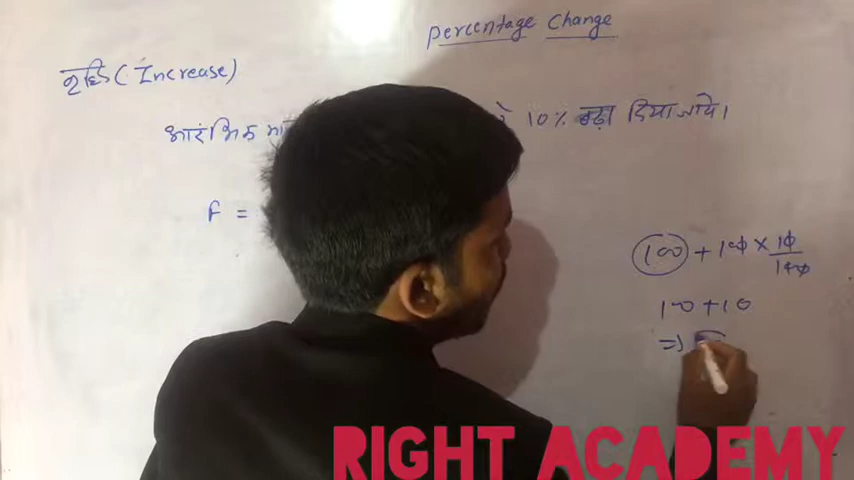 Percentage Change
वृद्धि (Increase)
आरंभिक 10% बढ़ा दिया जाये।
F =
100 + 100 × 10/100
100 + 10
⇒
RIGHT ACADEMY